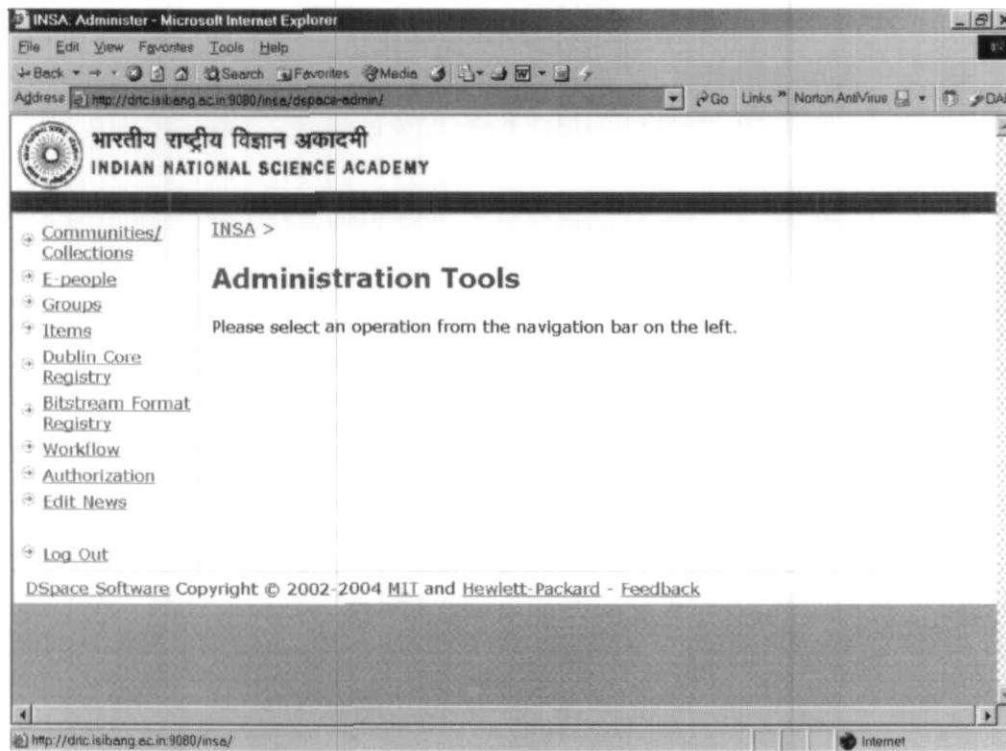 INSA: Administer - Microsoft Internet Explorer
File Edit View Favorites Tools Help
Back Search Favorites Media
Address http://drtc.isibang.ac.in:9080/insa/dspace-admin/ Go Links » Norton AntiVirus DAP
भारतीय राष्ट्रीय विज्ञान अकादमी
INDIAN NATIONAL SCIENCE ACADEMY
INSA >
Administration Tools
Please select an operation from the navigation bar on the left.
Communities/
Collections
E-people
Groups
Items
Dublin Core
Registry
Bitstream Format
Registry
Workflow
Authorization
Edit News
Log Out
DSpace Software Copyright © 2002-2004 MIT and Hewlett-Packard - Feedback
http://drtc.isibang.ac.in:9080/insa/ Internet